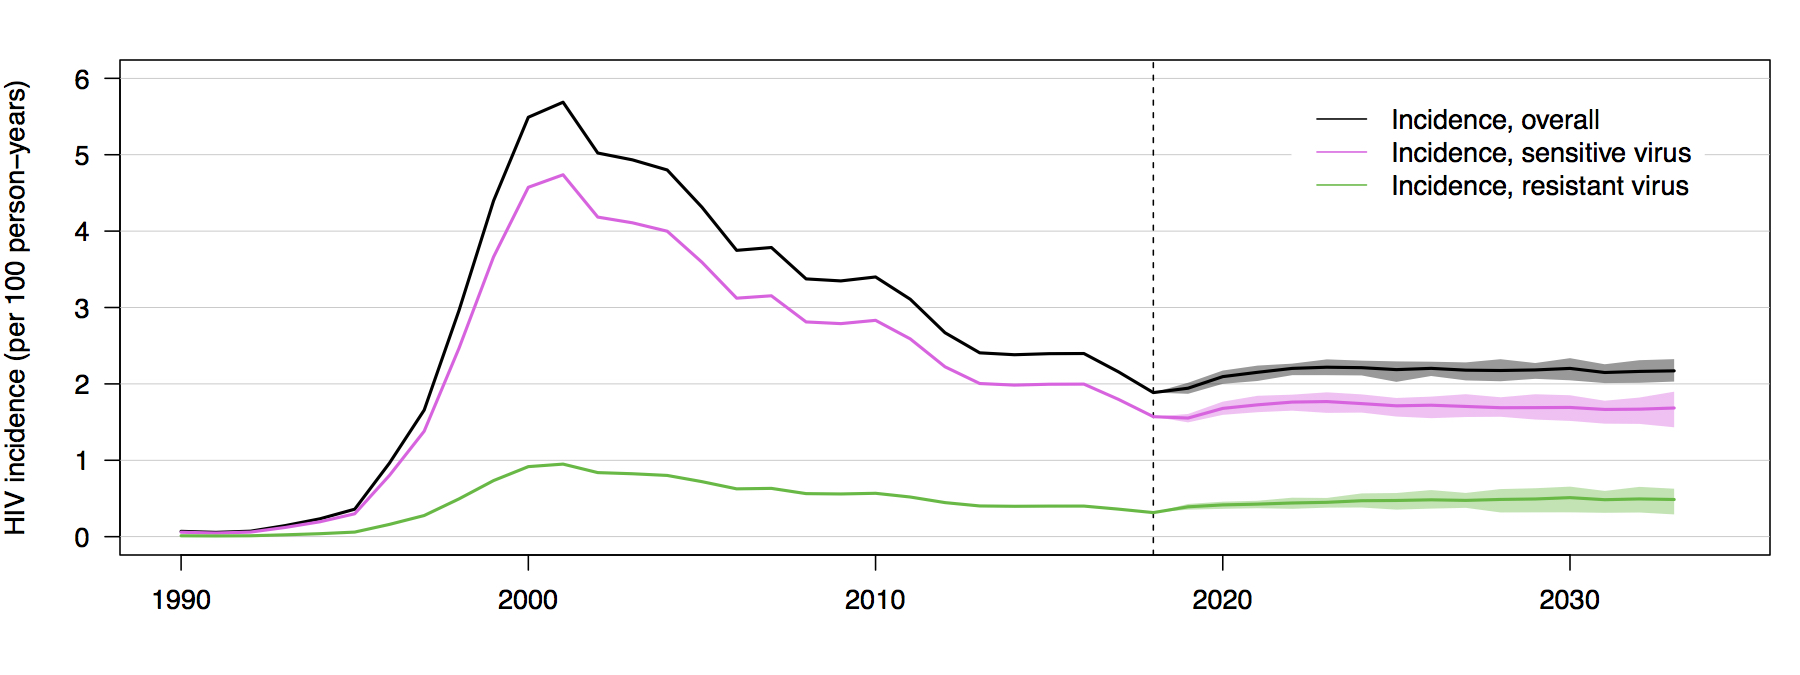 HIV incidence (per 100 person−years)
6
5
4
3
2
1
0
Incidence, overall
Incidence, sensitive virus
Incidence, resistant virus
1990 2000 2010 2020 2030